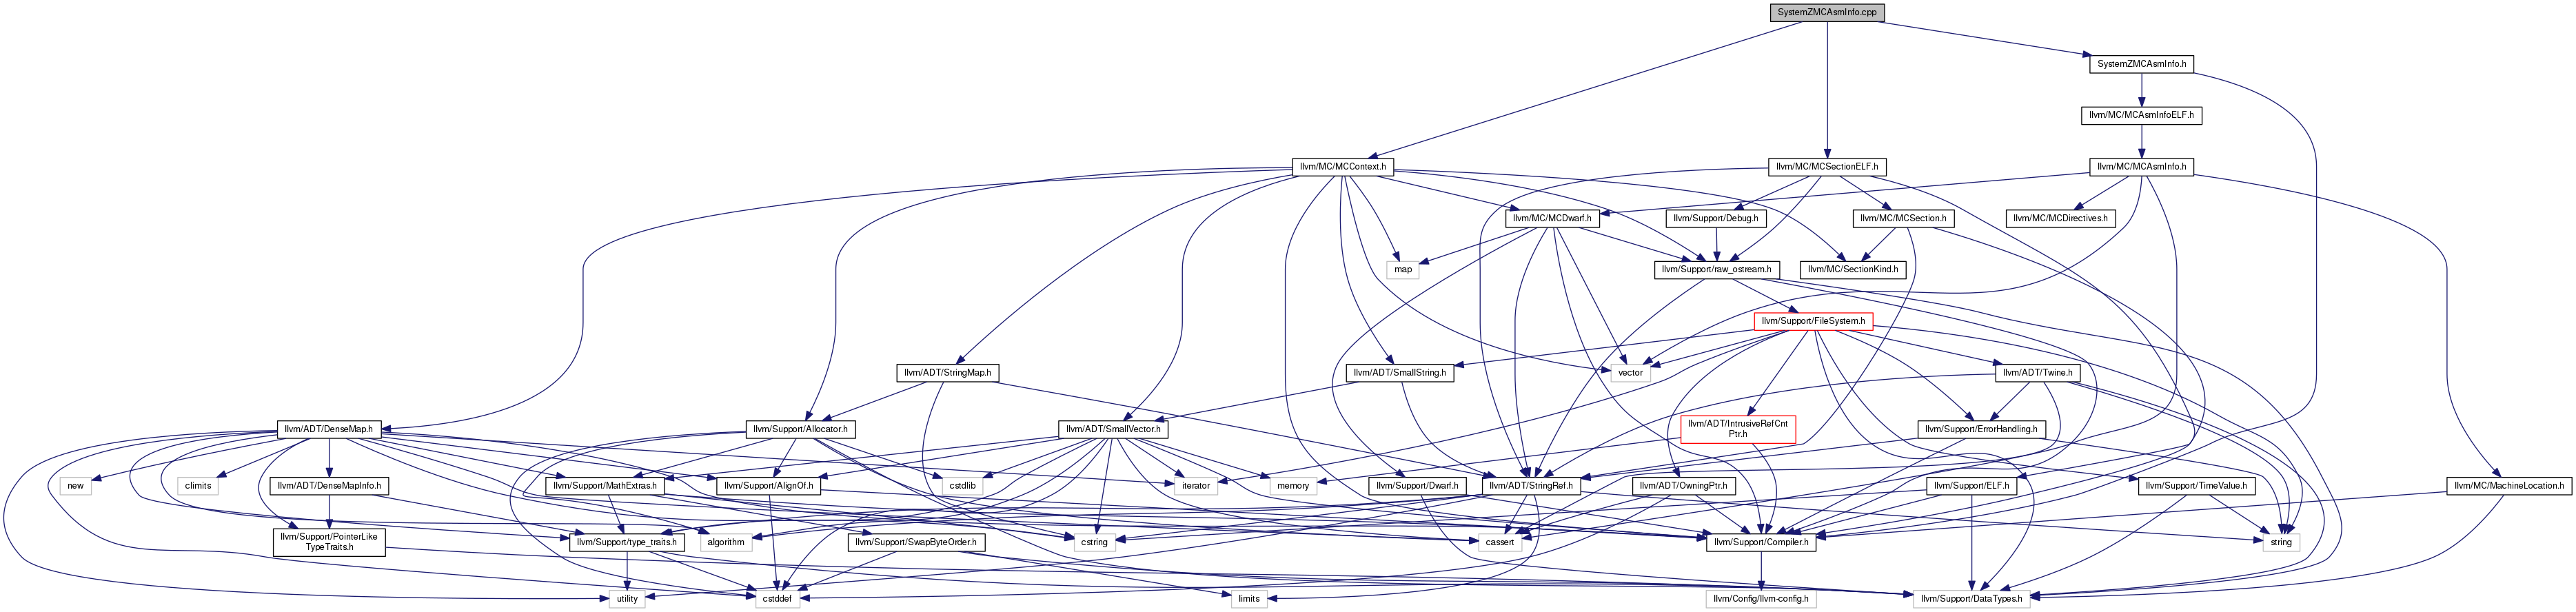 SystemZMCAsmInfo.cpp
SystemZMCAsmInfo.h
llvm/MC/MCAsmInfoELF.h
llvm/MC/MCContext.h
llvm/MC/MCSectionELF.h
llvm/MC/MCAsmInfo.h
llvm/MC/MCDwarf.h
llvm/Support/Debug.h
llvm/MC/MCSection.h
llvm/MC/MCDirectives.h
map
llvm/Support/raw_ostream.h
llvm/MC/SectionKind.h
llvm/Support/FileSystem.h
llvm/ADT/StringMap.h
llvm/ADT/SmallString.h
vector
llvm/ADT/Twine.h
llvm/ADT/DenseMap.h
llvm/Support/Allocator.h
llvm/ADT/SmallVector.h
llvm/ADT/IntrusiveRefCnt
Ptr.h
llvm/Support/ErrorHandling.h
new
climits
llvm/ADT/DenseMapInfo.h
llvm/Support/MathExtras.h
llvm/Support/AlignOf.h
cstdlib
iterator
memory
llvm/Support/Dwarf.h
llvm/ADT/StringRef.h
llvm/ADT/OwningPtr.h
llvm/Support/ELF.h
llvm/Support/TimeValue.h
llvm/MC/MachineLocation.h
llvm/Support/PointerLike
TypeTraits.h
llvm/Support/type_traits.h
algorithm
llvm/Support/SwapByteOrder.h
cstring
cassert
llvm/Support/Compiler.h
string
utility
cstddef
limits
llvm/Config/llvm-config.h
llvm/Support/DataTypes.h